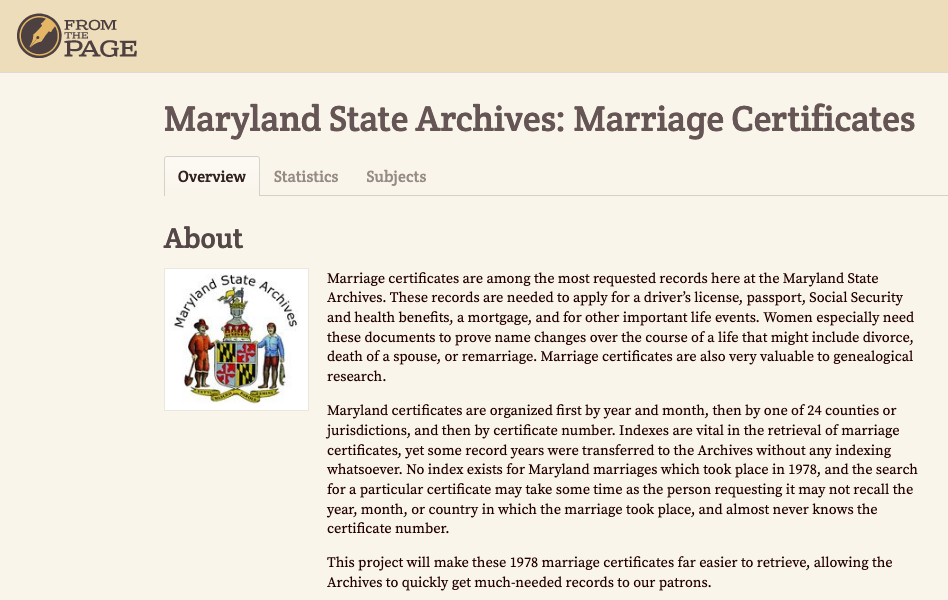 FROM
THE
PAGE
Maryland State Archives: Marriage Certificates
Overview Statistics Subjects
About
Maryland State Archives
Marriage certificates are among the most requested records here at the Maryland State
Archives. These records are needed to apply for a driver’s license, passport, Social Security
and health benefits, a mortgage, and for other important life events. Women especially need
these documents to prove name changes over the course of a life that might include divorce,
death of a spouse, or remarriage. Marriage certificates are also very valuable to genealogical
research.
Maryland certificates are organized first by year and month, then by one of 24 counties or
jurisdictions, and then by certificate number. Indexes are vital in the retrieval of marriage
certificates, yet some record years were transferred to the Archives without any indexing
whatsoever. No index exists for Maryland marriages which took place in 1978, and the search
for a particular certificate may take some time as the person requesting it may not recall the
year, month, or country in which the marriage took place, and almost never knows the
certificate number.
This project will make these 1978 marriage certificates far easier to retrieve, allowing the
Archives to quickly get much-needed records to our patrons.